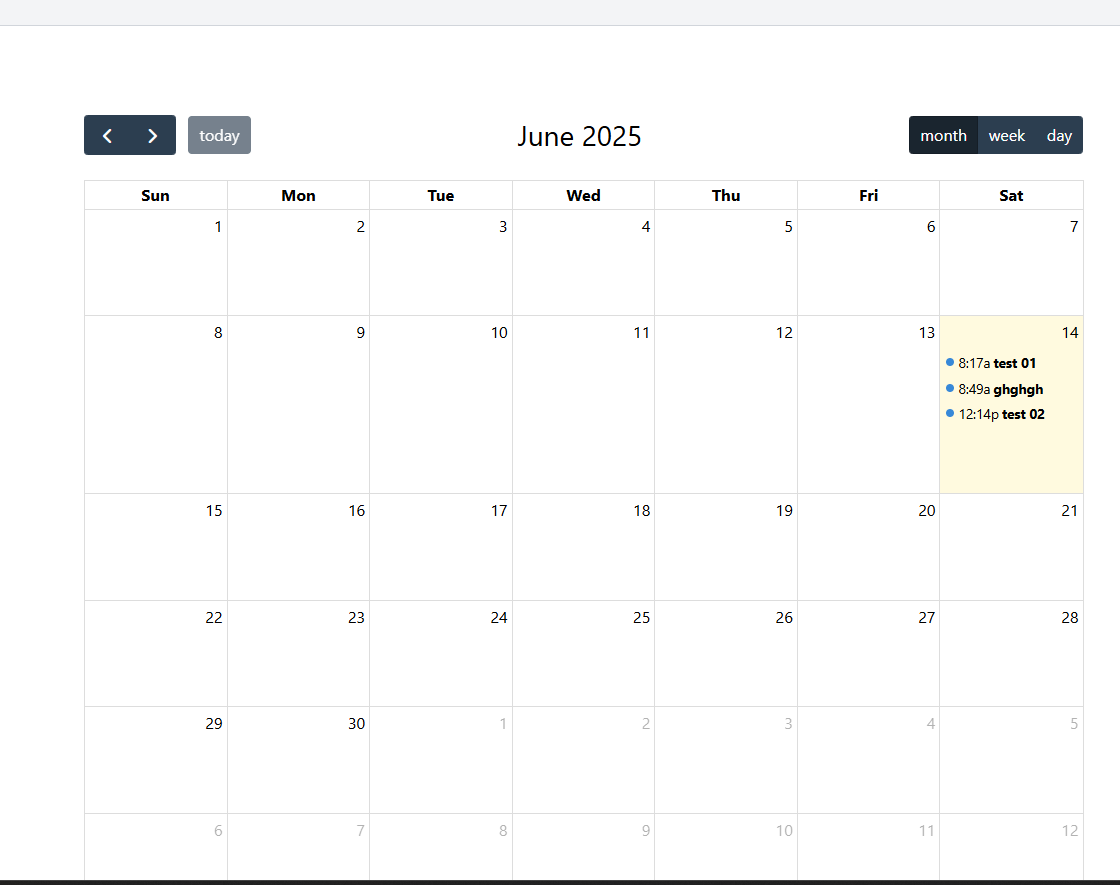 today June 2025 month week day
Sun Mon Tue Wed Thu Fri Sat
1 2 3 4 5 6 7
8 9 10 11 12 13 14
8:17a test 01
8:49a ghghgh
12:14p test 02
15 16 17 18 19 20 21
22 23 24 25 26 27 28
29 30 1 2 3 4 5
6 7 8 9 10 11 12